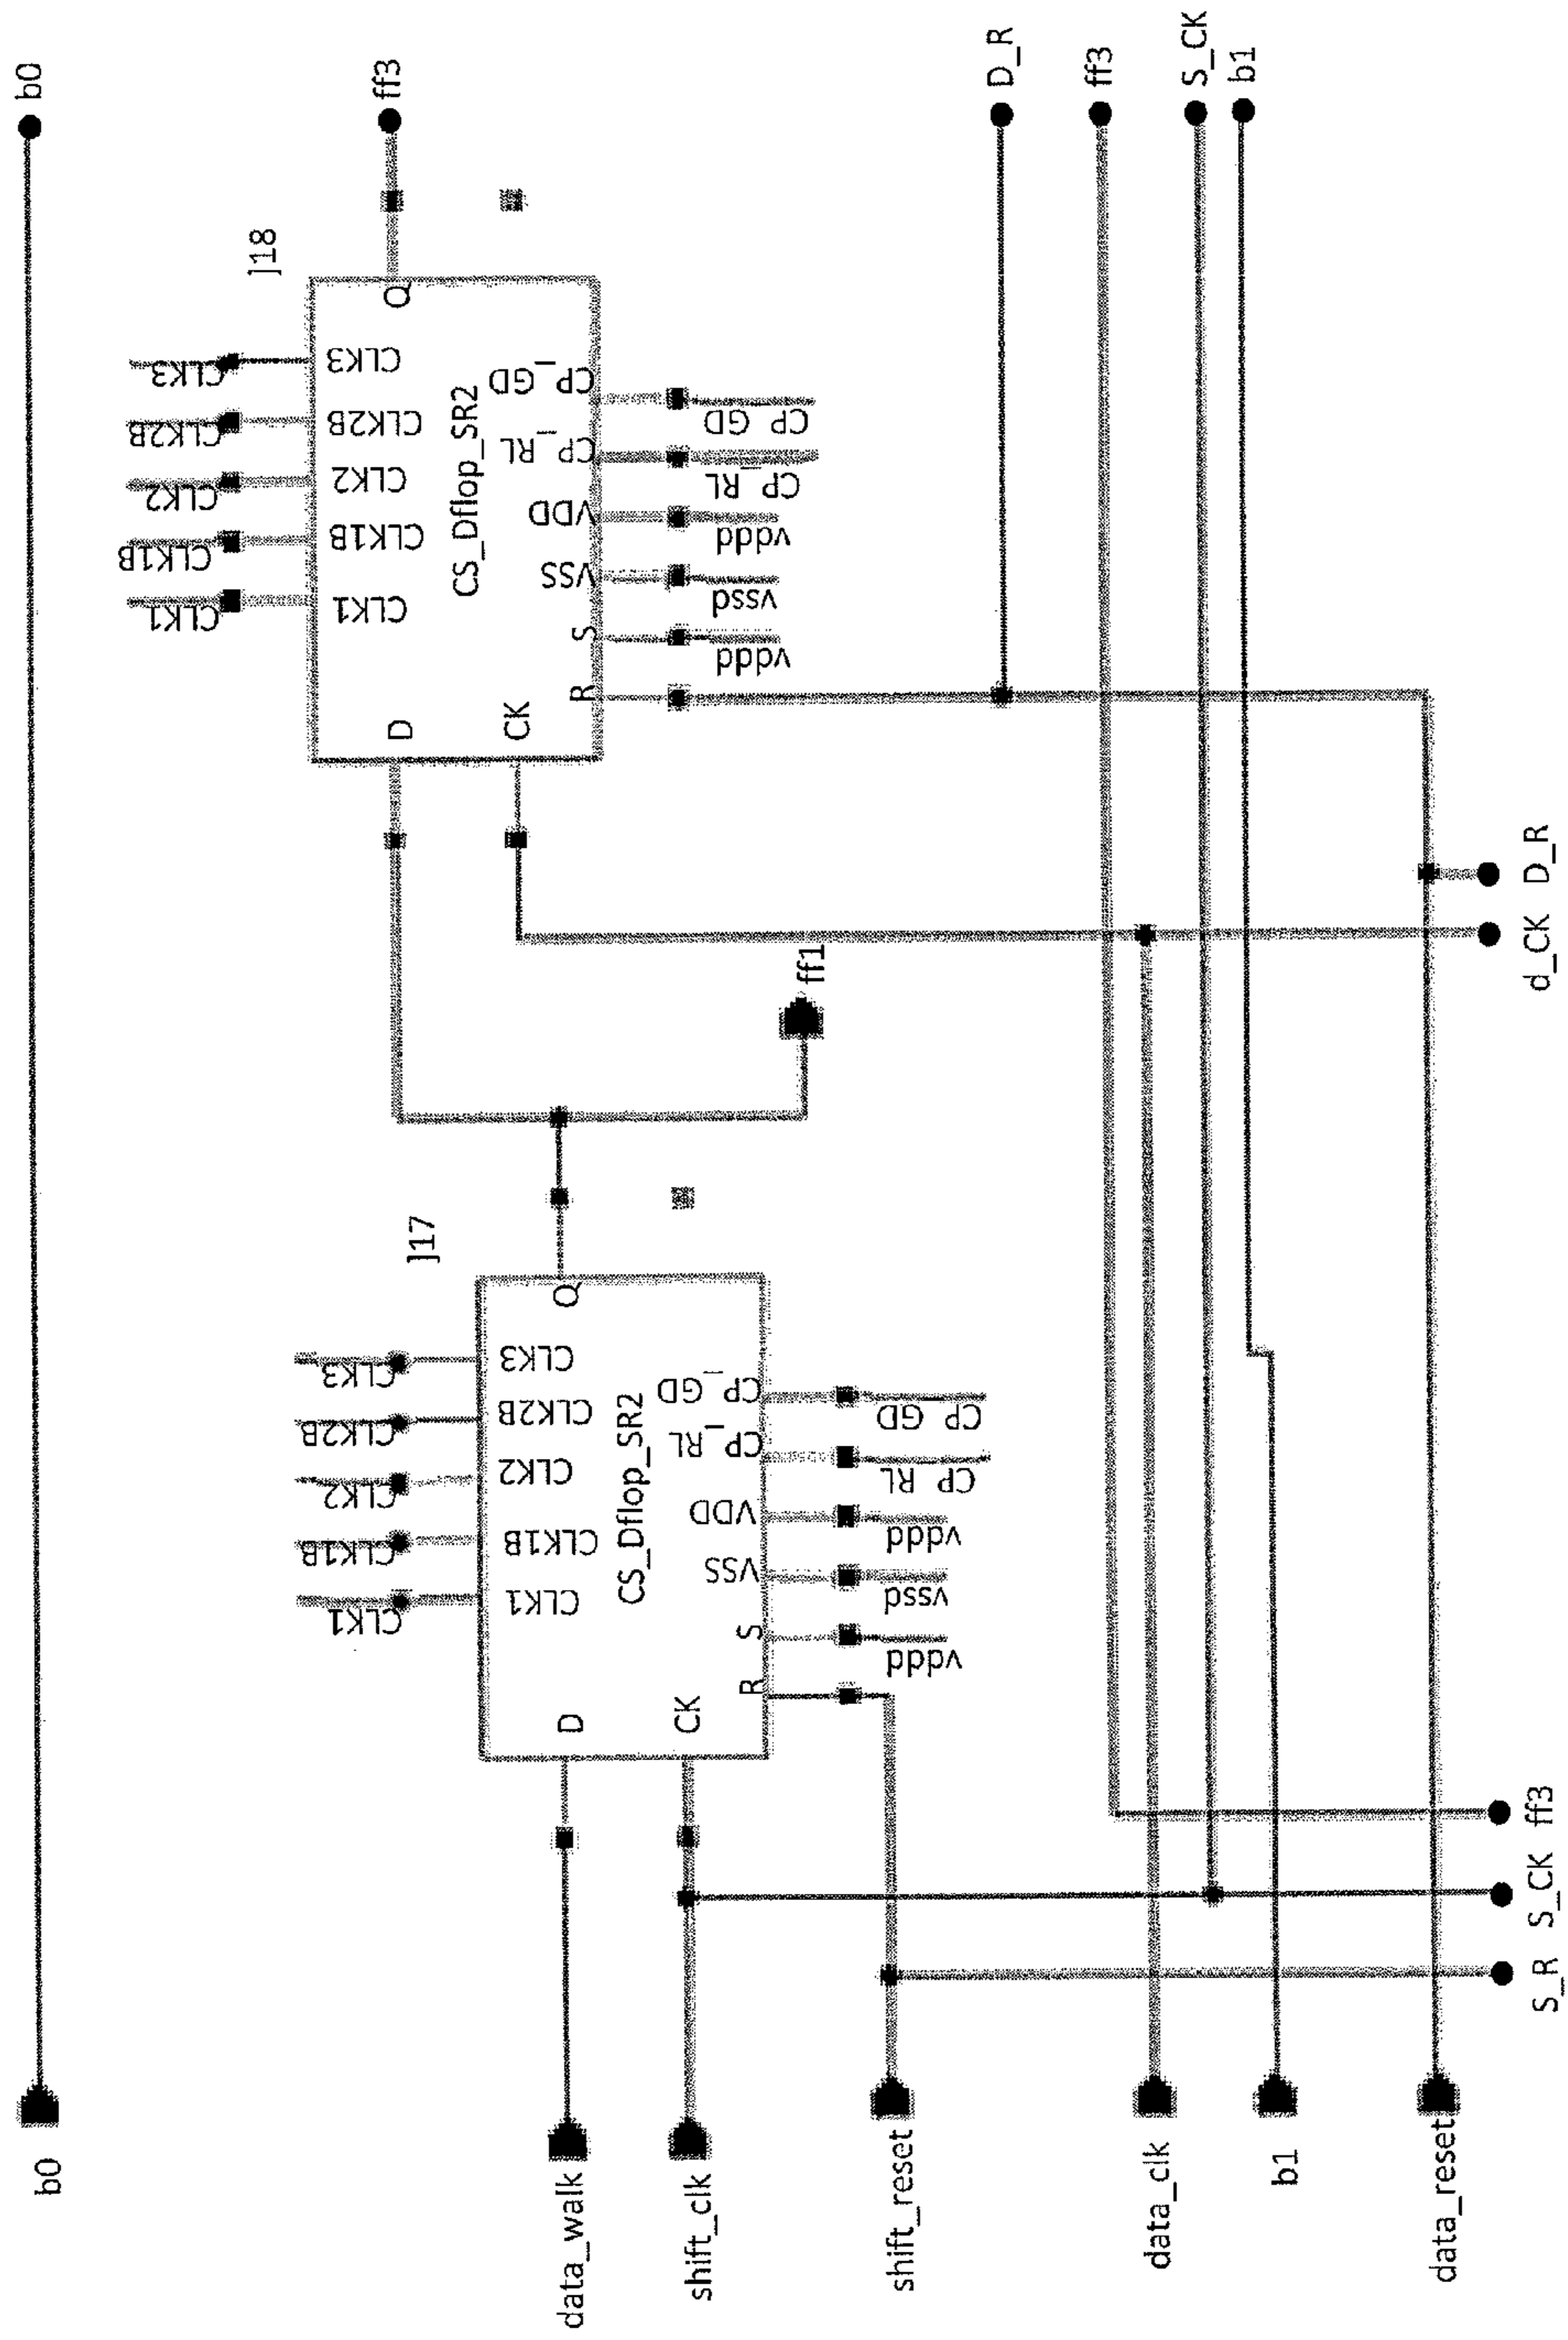 b0
b0
J18
CLK1
CLK1B
CLK2
CLK2B
CLK3
CLK1
CLK1B
CLK2
CLK2B
CLK3
D
Q
ff3
CS_Dflop_SR2
CK
R
S
VSS
VDD
CP_RL
CP_GD
vddd
vssd
vddd
CP_RL
CP_GD
J17
CLK1
CLK1B
CLK2
CLK2B
CLK3
CLK1
CLK1B
CLK2
CLK2B
CLK3
data_walk
D
Q
CS_Dflop_SR2
shift_clk
CK
R
S
VSS
VDD
CP_RL
CP_GD
vddd
vssd
vddd
CP_RL
CP_GD
ff1
shift_reset
D_R
ff3
data_clk
S_CK
b1
b1
data_reset
S_R
S_CK
ff3
d_CK
D_R